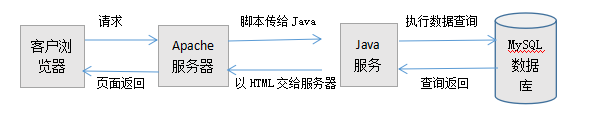 请求
脚本传给 Java
执行数据查询
客户浏
览器
Apache
服务器
Java
服务
MySQL
数据
库
页面返回
以 HTML 交给服务器
查询返回